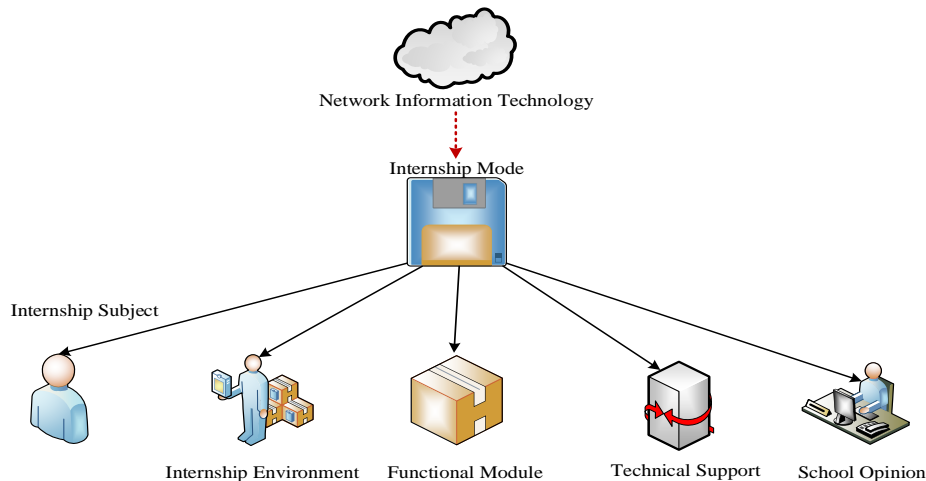 Network Information Technology
Internship Mode
Internship Subject
Internship Environment
Functional Module
Technical Support
School Opinion